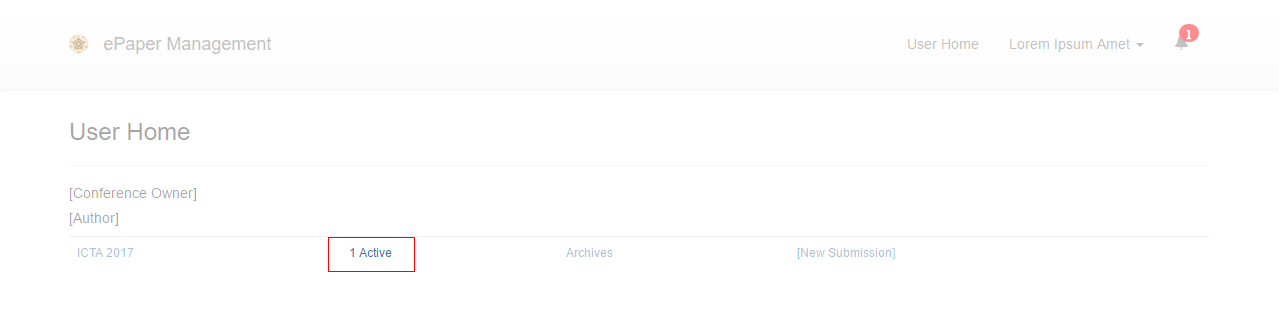 ePaper Management
User Home
Lorem Ipsum Amet
1
User Home
[Conference Owner]
[Author]
ICTA 2017
1 Active
Archives
[New Submission]